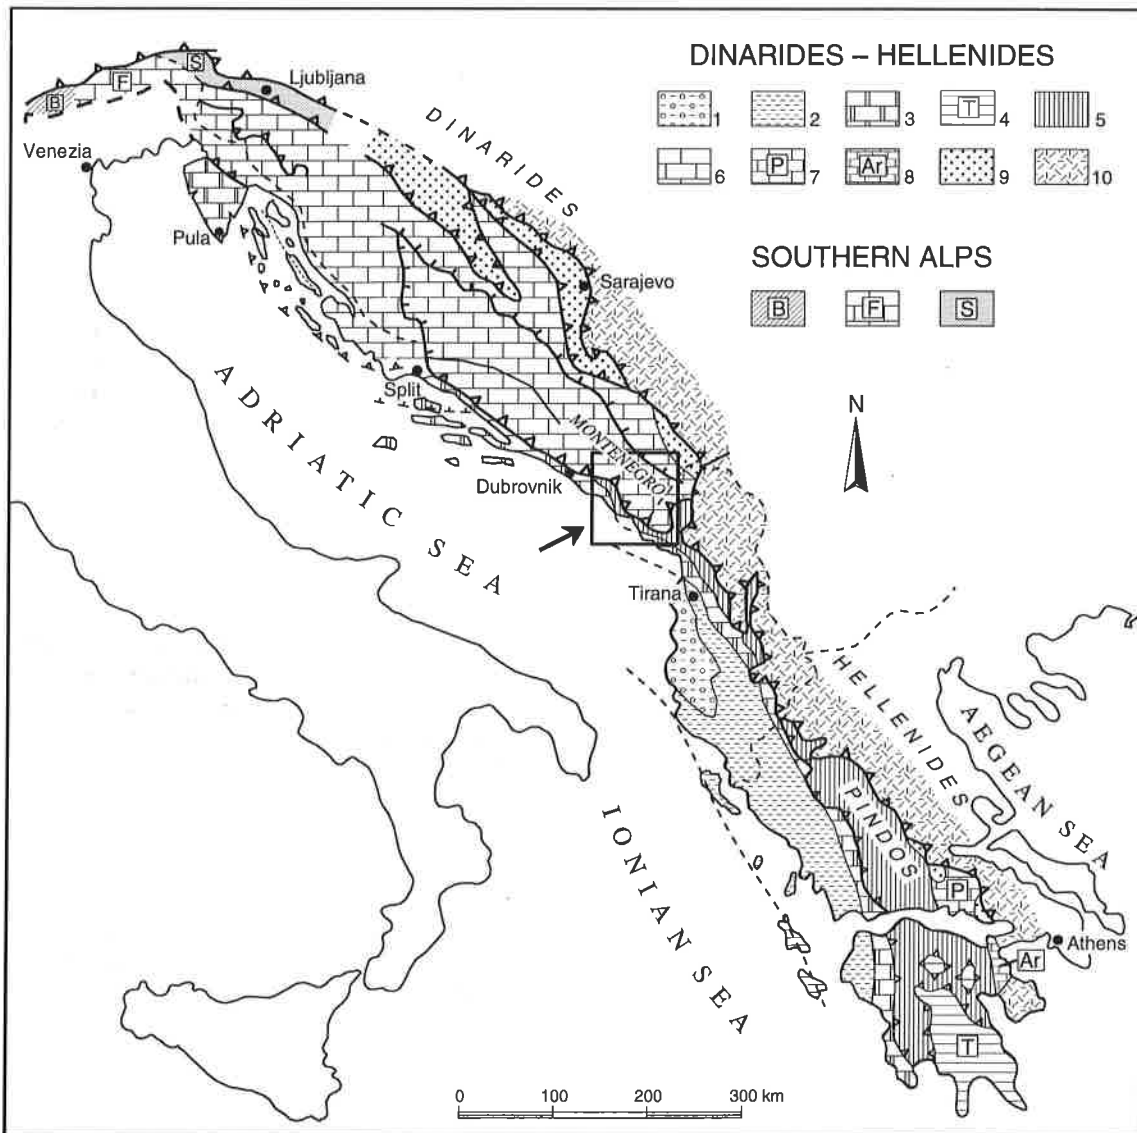 DINARIDES – HELLENIDES
1
2
3
T 4
5
6
P 7
Ar 8
9
10
SOUTHERN ALPS
B
F
S
S
F
B
Ljubljana
Venezia
Pula
DINARIDES
Sarajevo
Split
MONTENEGRO
Dubrovnik
ADRIATIC SEA
N
Tirana
HELLENIDES
AEGEAN SEA
PINDOS
IONIAN SEA
P
Athens
Ar
T
0 100 200 300 km